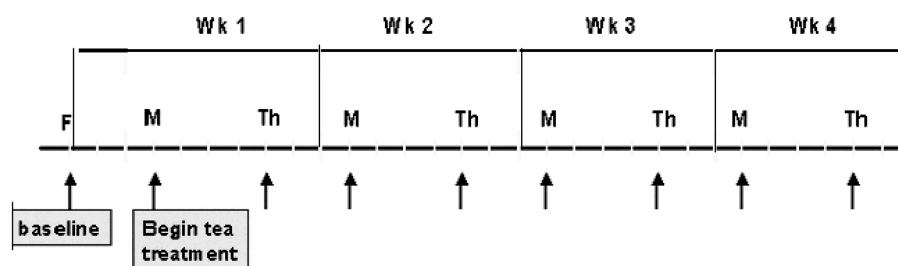 Wk 1 Wk 2 Wk 3 Wk 4
F M Th M Th M Th M Th
baseline Begin tea
treatment